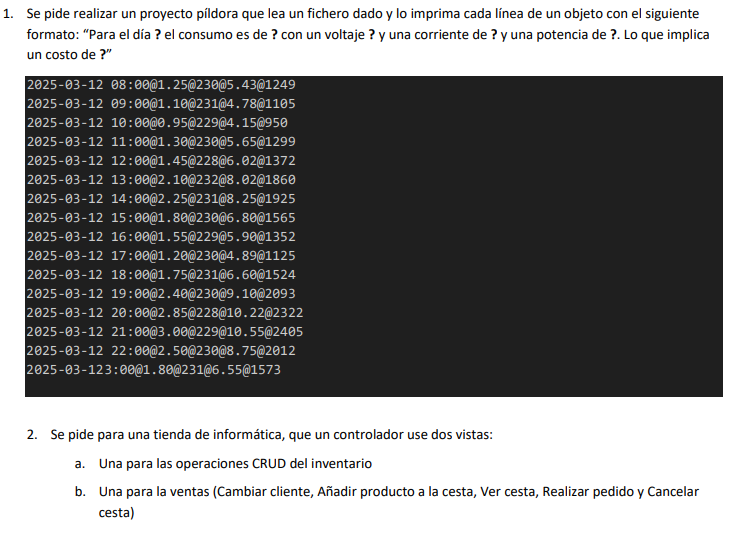 1. Se pide realizar un proyecto píldora que lea un fichero dado y lo imprima cada línea de un objeto con el siguiente
formato: “Para el día ? el consumo es de ? con un voltaje ? y una corriente de ? y una potencia de ?. Lo que implica
un costo de ?”
2025-03-12 08:00@1.25@230@5.43@1249
2025-03-12 09:00@1.10@231@4.78@1105
2025-03-12 10:00@0.95@229@4.15@950
2025-03-12 11:00@1.30@230@5.65@1299
2025-03-12 12:00@1.45@228@6.02@1372
2025-03-12 13:00@2.10@232@8.02@1860
2025-03-12 14:00@2.25@231@8.25@1925
2025-03-12 15:00@1.80@230@6.80@1565
2025-03-12 16:00@1.55@229@5.90@1352
2025-03-12 17:00@1.20@230@4.89@1125
2025-03-12 18:00@1.75@231@6.60@1524
2025-03-12 19:00@2.40@230@9.10@2093
2025-03-12 20:00@2.85@228@10.22@2322
2025-03-12 21:00@3.00@229@10.55@2405
2025-03-12 22:00@2.50@230@8.75@2012
2025-03-123:00@1.80@231@6.55@1573
2. Se pide para una tienda de informática, que un controlador use dos vistas:
a. Una para las operaciones CRUD del inventario
b. Una para la ventas (Cambiar cliente, Añadir producto a la cesta, Ver cesta, Realizar pedido y Cancelar
cesta)